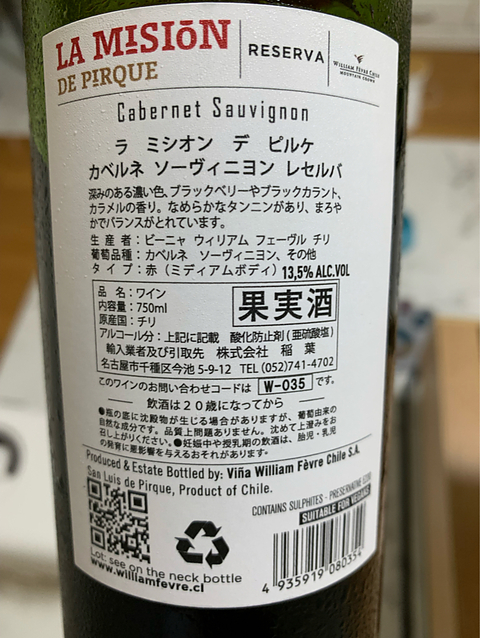 LA MISIÓN
DE PIRQUE
RESERVA
WILLIAM FÈVRE CHILE
Cabernet Sauvignon
ラ ミシオン デ ピルケ
カベルネ ソーヴィニヨン レセルバ
深みのある濃い色、ブラックベリーやブラックカラント、
カラメルの香り。なめらかなタンニンがあり、まろや
かでバランスがとれています。
生産者：ビーニャ ウィリアム フェーヴル チリ
葡萄品種：カベルネ ソーヴィニヨン、その他
タイプ：赤（ミディアムボディ）13,5% ALC.VOL
品名：ワイン
内容量：750ml
原産国：チリ
果実酒
アルコール分：上記に記載 酸化防止剤（亜硫酸塩）
輸入業者及び引取先 株式会社 稲葉
名古屋市千種区今池 5-9-12 TEL (052)741-4702
このワインのお問い合わせコードは W-035 です。
飲酒は20歳になってから
●瓶の底に沈殿物が生じる場合がありますが、葡萄由来の
自然な成分です。品質上問題ありません。沈めて上澄みをお
召し上がりください。●妊娠中や授乳期の飲酒は、胎児・乳児
の発育に悪影響を与えるおそれがあります。
Produced & Estate Bottled by: Viña William Fèvre Chile S.A.
San Luis de Pirque, Product of Chile.
CONTAINS SULPHITES -
SUITABLE FOR VEGANS
Lot: see on the neck bottle
www.williamfevre.cl
4 935919 080354